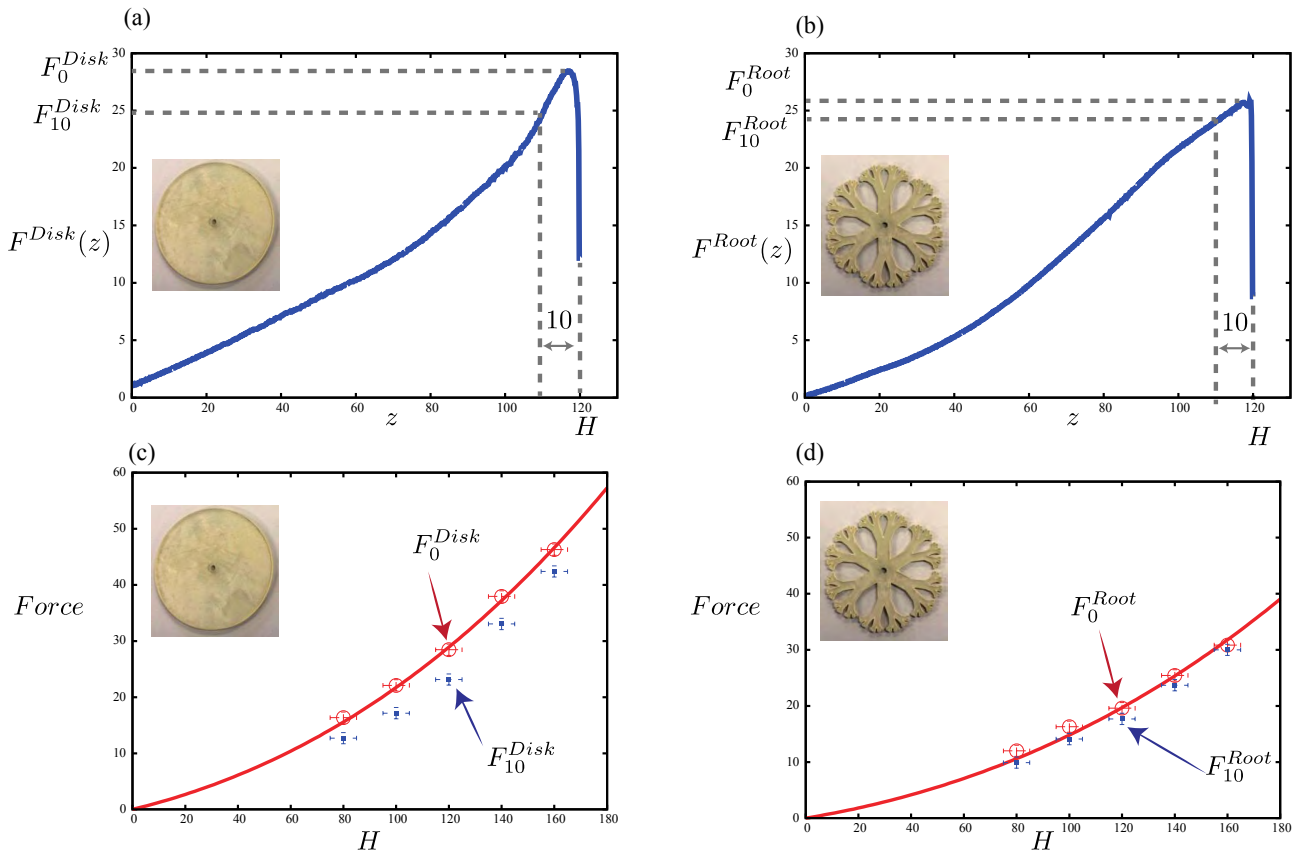 (a)
30
25
20
15
10
5
0
F_0^{Disk}
F_{10}^{Disk}
F^{Disk}(z)
10
0 20 40 60 80 100 120
z
H
(b)
30
25
20
15
10
5
0
F_0^{Root}
F_{10}^{Root}
F^{Root}(z)
10
0 20 40 60 80 100 120
z
H
(c)
60
50
40
30
20
10
0
Force
F_0^{Disk}
F_{10}^{Disk}
0 20 40 60 80 100 120 140 160 180
H
(d)
60
50
40
30
20
10
0
Force
F_0^{Root}
F_{10}^{Root}
0 20 40 60 80 100 120 140 160 180
H